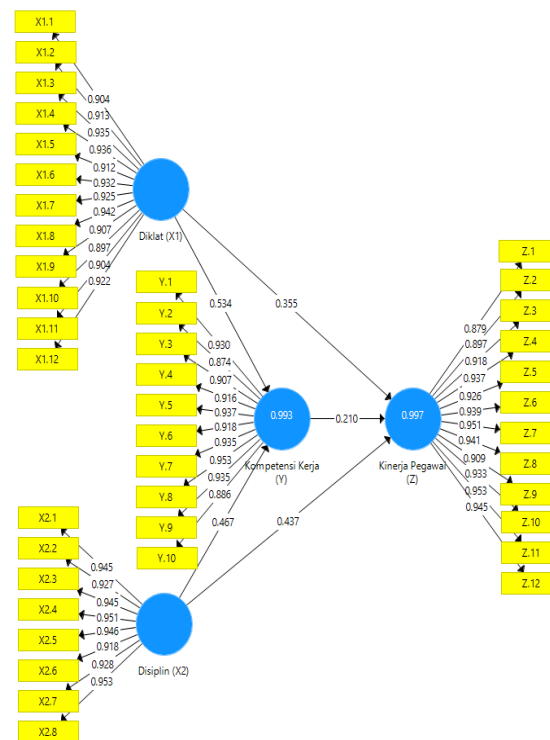 X1.1
X1.2
X1.3
X1.4
X1.5
X1.6
X1.7
X1.8
X1.9
X1.10
X1.11
X1.12
0.904
0.913
0.935
0.936
0.912
0.932
0.925
0.942
0.907
0.897
0.904
0.922
Diklat (X1)
0.534
0.355
Y.1
Y.2
Y.3
Y.4
Y.5
Y.6
Y.7
Y.8
Y.9
Y.10
0.930
0.874
0.907
0.916
0.937
0.918
0.935
0.953
0.935
0.886
0.993
Kompetensi Kerja
(Y)
0.210
0.997
Kinerja Pegawai
(Z)
0.879
0.897
0.918
0.937
0.926
0.939
0.951
0.941
0.909
0.933
0.953
0.945
Z.1
Z.2
Z.3
Z.4
Z.5
Z.6
Z.7
Z.8
Z.9
Z.10
Z.11
Z.12
0.467
0.437
X2.1
X2.2
X2.3
X2.4
X2.5
X2.6
X2.7
X2.8
0.945
0.927
0.945
0.951
0.946
0.918
0.928
0.953
Disiplin (X2)